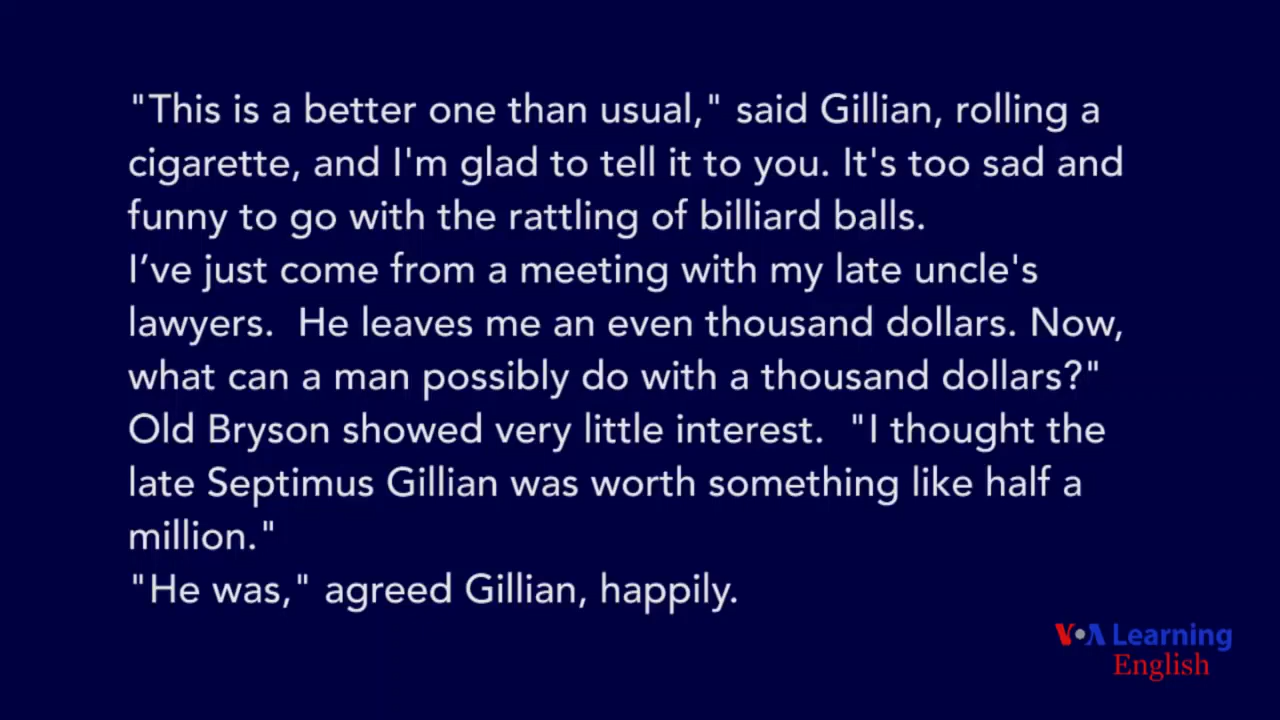 "This is a better one than usual," said Gillian, rolling a
cigarette, and I'm glad to tell it to you. It's too sad and
funny to go with the rattling of billiard balls.
I’ve just come from a meeting with my late uncle's
lawyers.  He leaves me an even thousand dollars. Now,
what can a man possibly do with a thousand dollars?"
Old Bryson showed very little interest.  "I thought the
late Septimus Gillian was worth something like half a
million."
"He was," agreed Gillian, happily.
VOA Learning
English